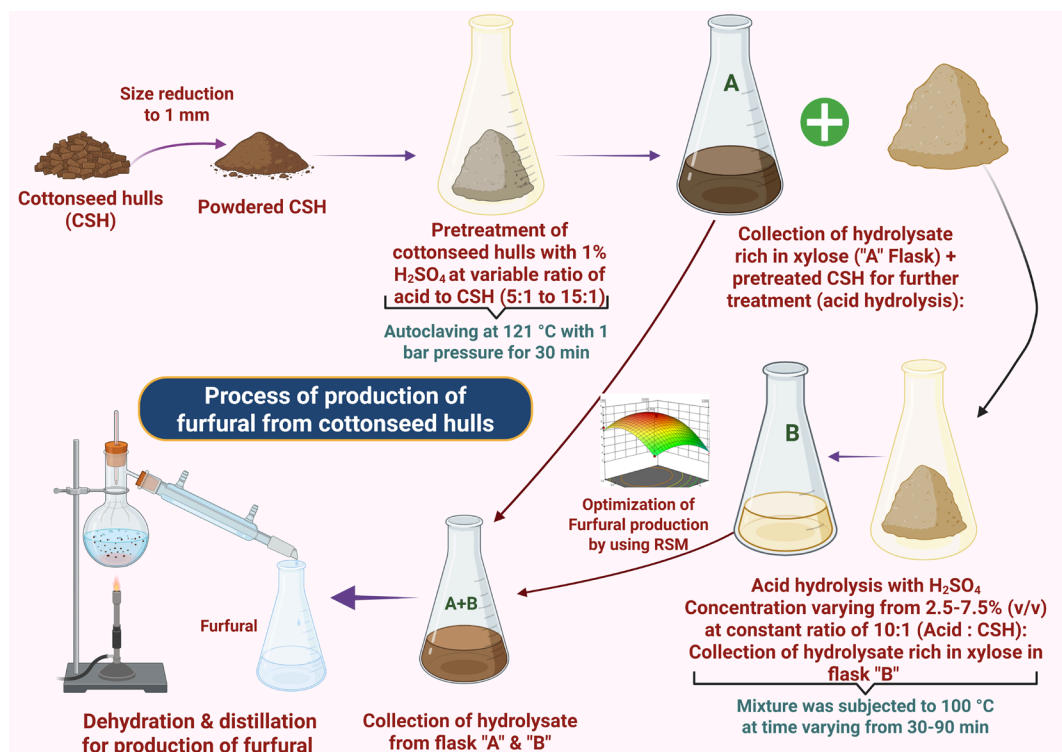 Size reduction
to 1 mm
Cottonseed hulls
(CSH)
Powdered CSH
Pretreatment of
cottonseed hulls with 1%
H₂SO₄ at variable ratio of
acid to CSH (5:1 to 15:1)
Autoclaving at 121 °C with 1
bar pressure for 30 min
A
Collection of hydrolysate
rich in xylose ("A" Flask) +
pretreated CSH for further
treatment (acid hydrolysis):
Process of production of
furfural from cottonseed hulls
B
Optimization of
Furfural production
by using RSM
Acid hydrolysis with H₂SO₄
Concentration varying from 2.5-7.5% (v/v)
at constant ratio of 10:1 (Acid : CSH):
Collection of hydrolysate rich in xylose in
flask "B"
Mixture was subjected to 100 °C
at time varying from 30-90 min
A+B
Collection of hydrolysate
from flask "A" & "B"
Furfural
Dehydration & distillation
for production of furfural